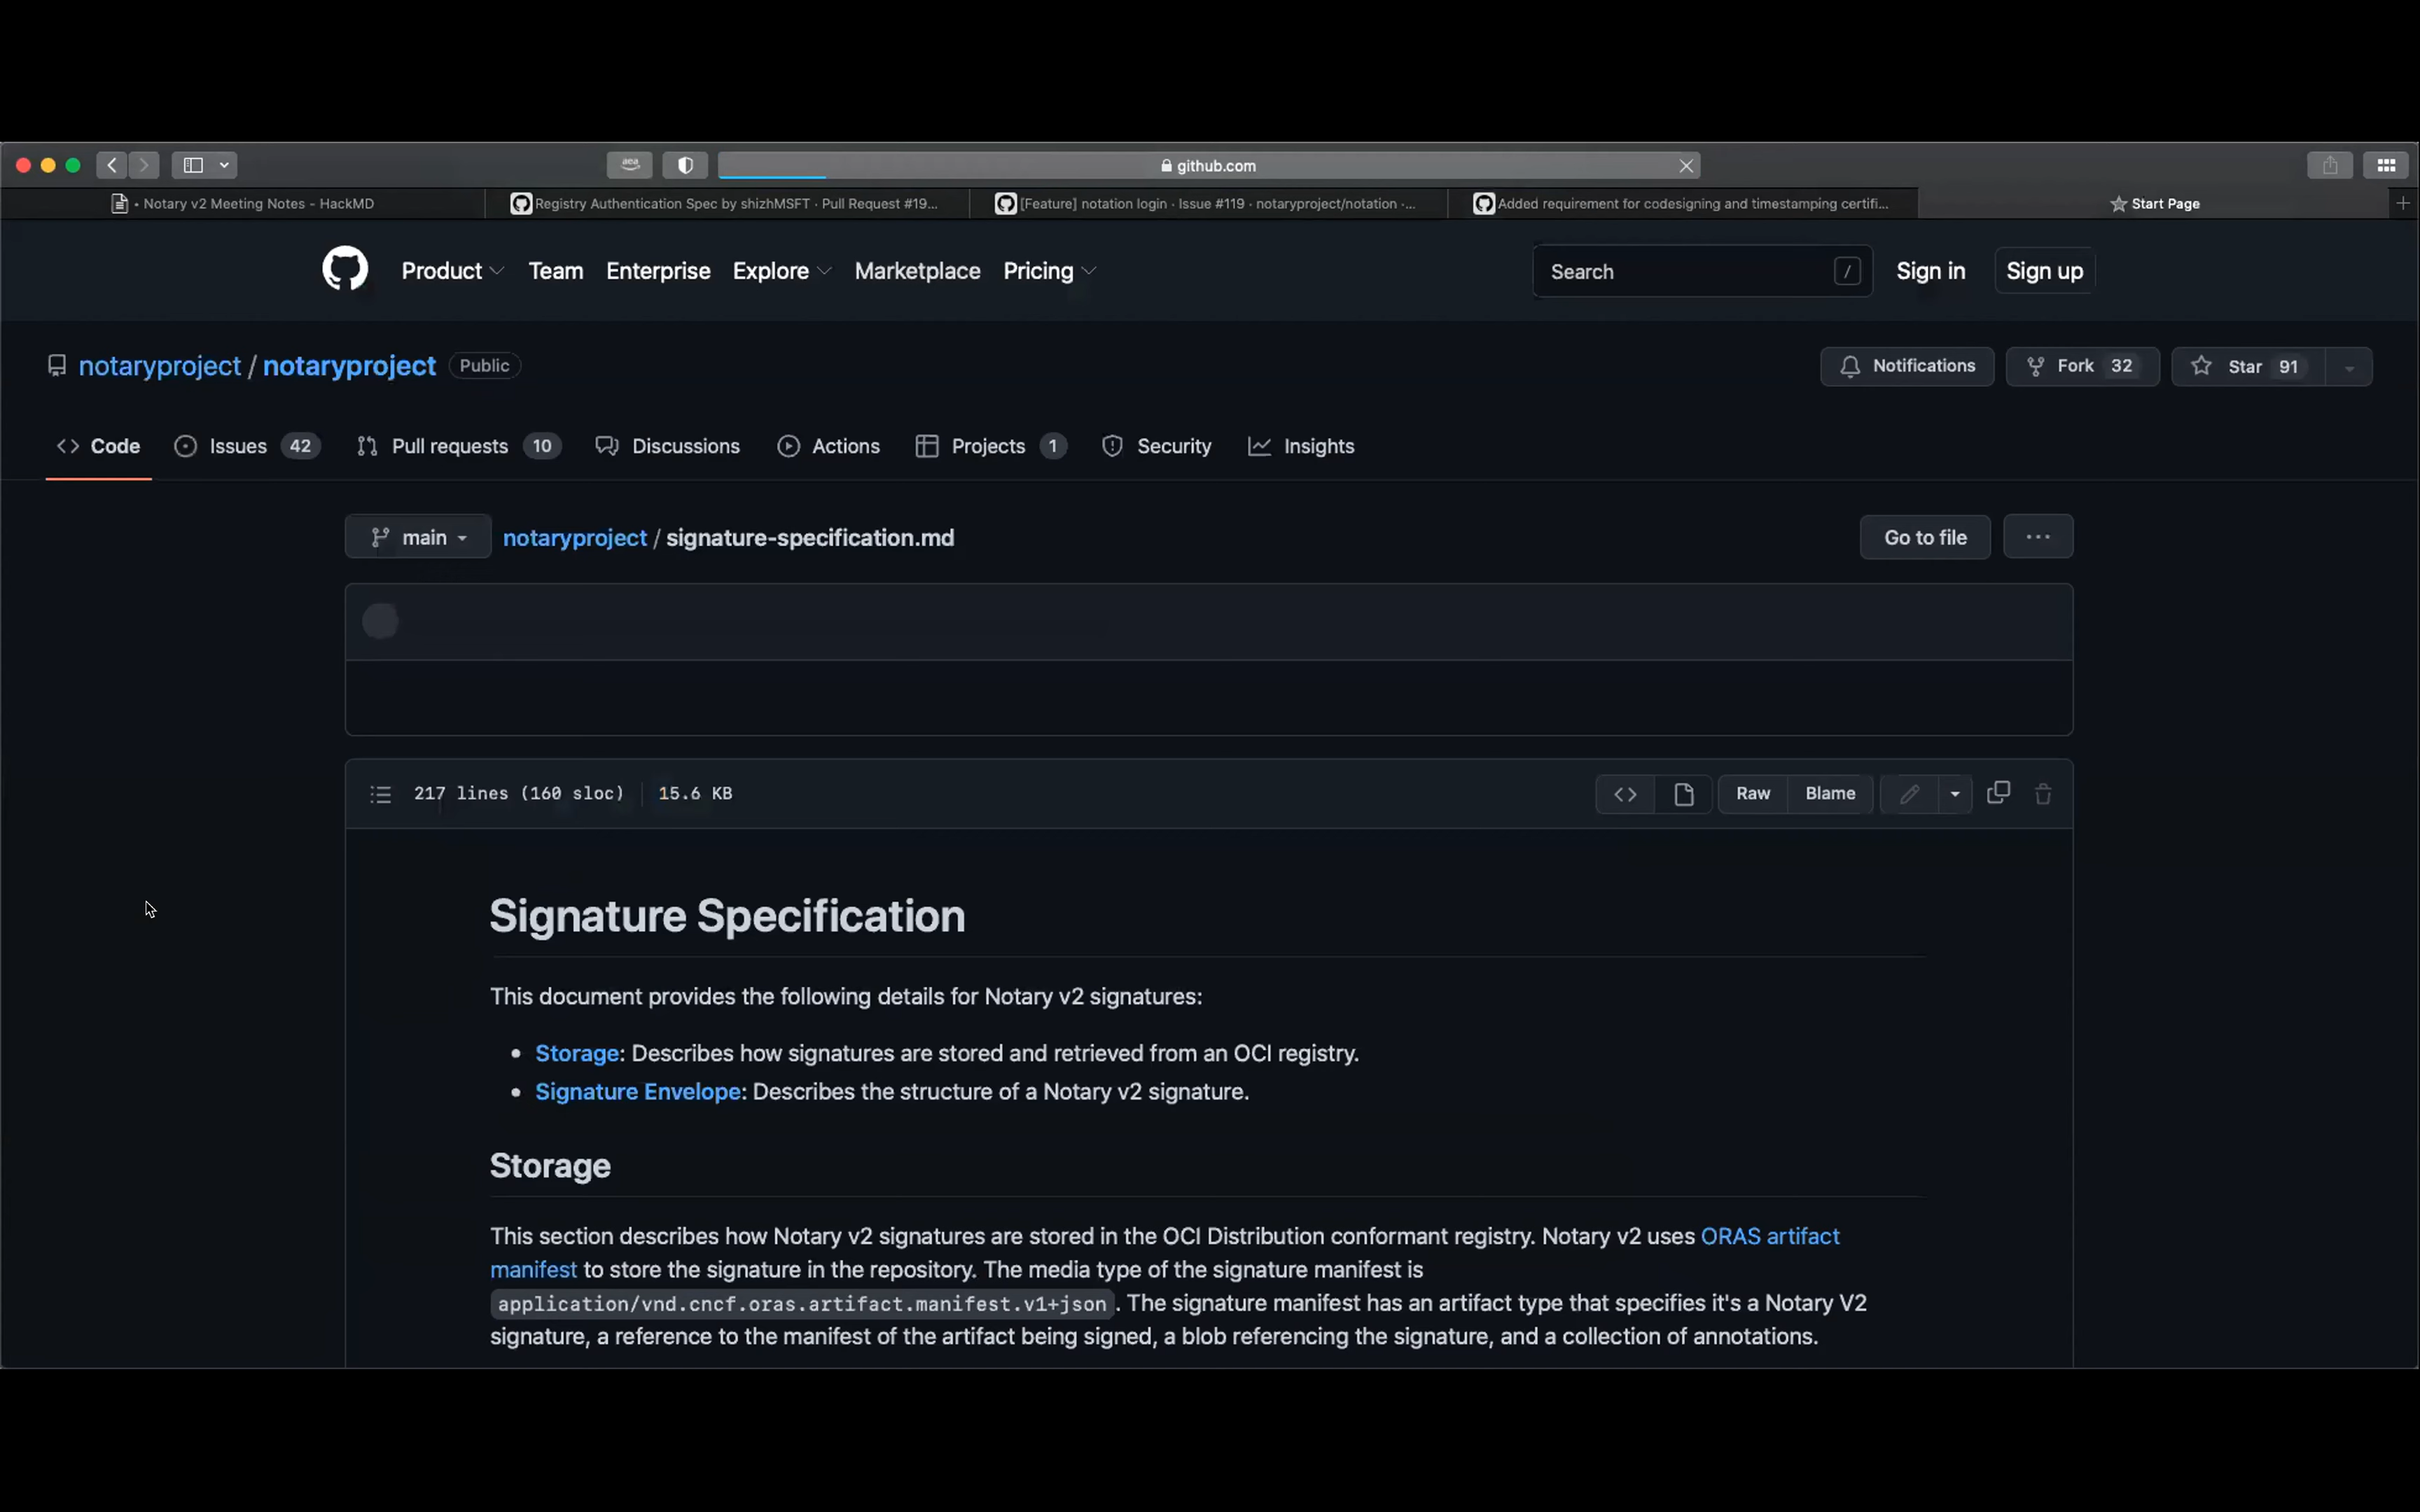 aea
github.com
• Notary v2 Meeting Notes - HackMD
Registry Authentication Spec by shizhMSFT · Pull Request #19...
[Feature] notation login · Issue #119 · notaryproject/notation ·...
Added requirement for codesigning and timestamping certifi...
Start Page
Product
Team
Enterprise
Explore
Marketplace
Pricing
Search
/
Sign in
Sign up
notaryproject / notaryproject
Public
Notifications
Fork 32
Star 91
Code
Issues 42
Pull requests 10
Discussions
Actions
Projects 1
Security
Insights
main
notaryproject / signature-specification.md
Go to file
217 lines (160 sloc)
15.6 KB
Raw
Blame
Signature Specification
This document provides the following details for Notary v2 signatures:
• Storage: Describes how signatures are stored and retrieved from an OCI registry.
• Signature Envelope: Describes the structure of a Notary v2 signature.
Storage
This section describes how Notary v2 signatures are stored in the OCI Distribution conformant registry. Notary v2 uses ORAS artifact
manifest to store the signature in the repository. The media type of the signature manifest is
application/vnd.cncf.oras.artifact.manifest.v1+json . The signature manifest has an artifact type that specifies it's a Notary V2
signature, a reference to the manifest of the artifact being signed, a blob referencing the signature, and a collection of annotations.